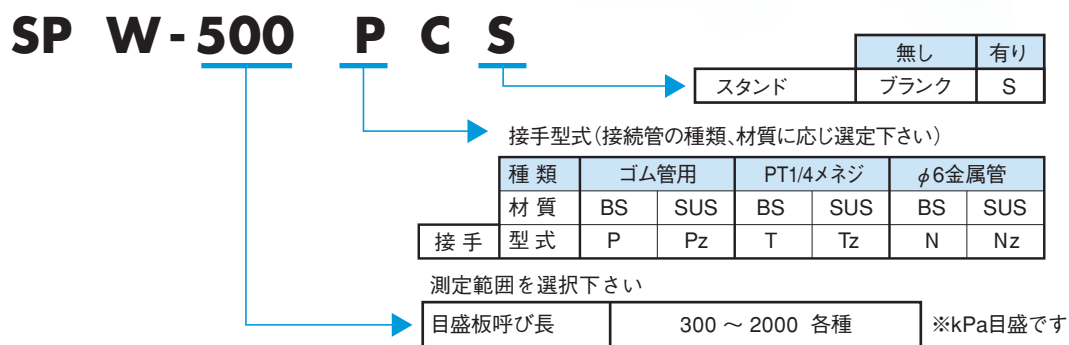 SP W-500 P C S
無し 有り
スタンド ブランク S
接手型式(接続管の種類、材質に応じ選定下さい)
種 類 ゴム管用 PT1/4メネジ φ6金属管
材 質 BS SUS BS SUS BS SUS
接 手 型 式 P Pz T Tz N Nz
測定範囲を選択下さい
目盛板呼び長 300 ～ 2000 各種 ※kPa目盛です